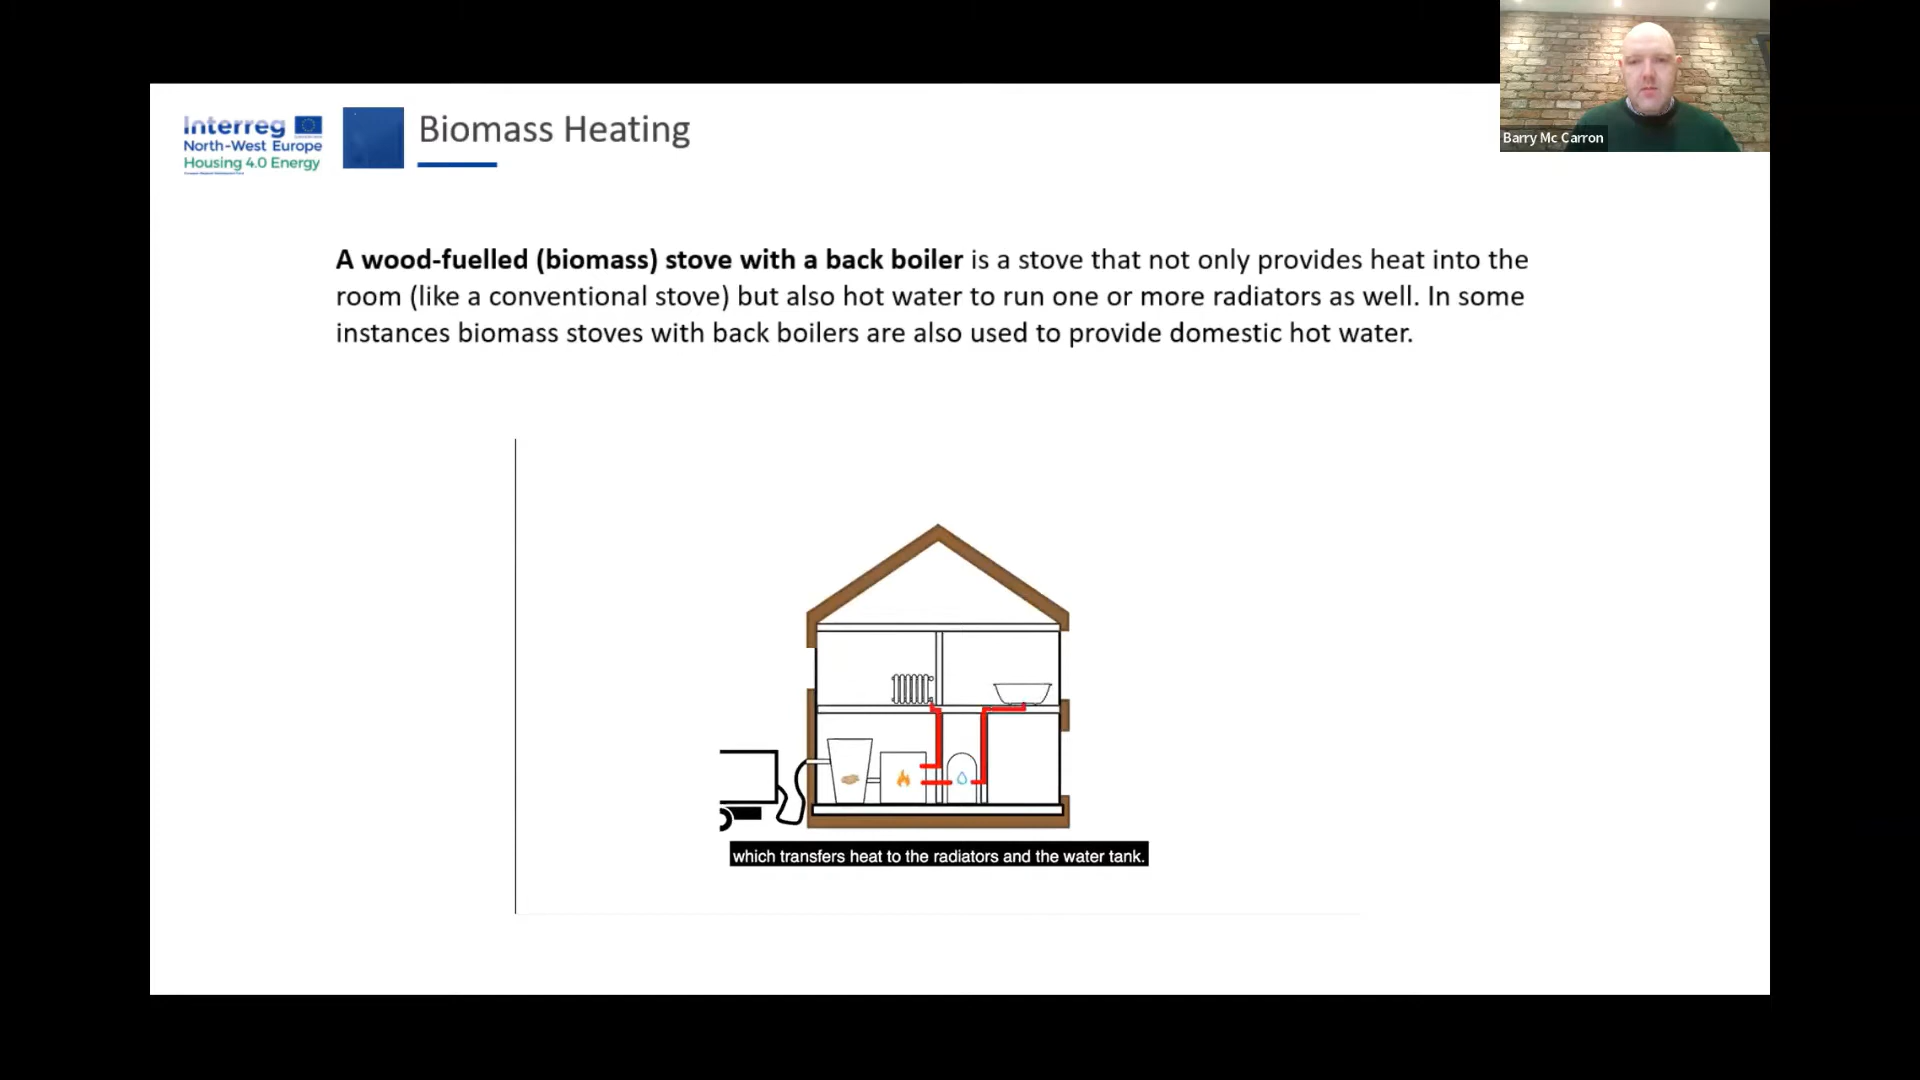 Interreg
North-West Europe
Housing 4.0 Energy
Biomass Heating
Barry Mc Carron
A wood-fuelled (biomass) stove with a back boiler is a stove that not only provides heat into the
room (like a conventional stove) but also hot water to run one or more radiators as well. In some
instances biomass stoves with back boilers are also used to provide domestic hot water.
which transfers heat to the radiators and the water tank.